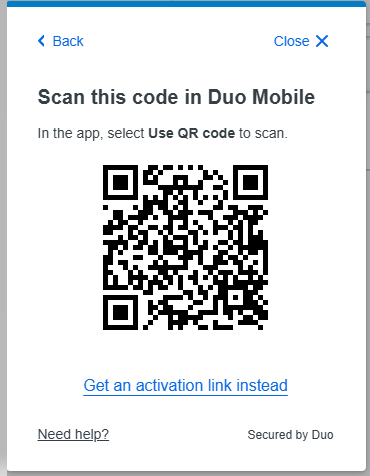 Back
Close
Scan this code in Duo Mobile
In the app, select Use QR code to scan.
Get an activation link instead
Need help?
Secured by Duo